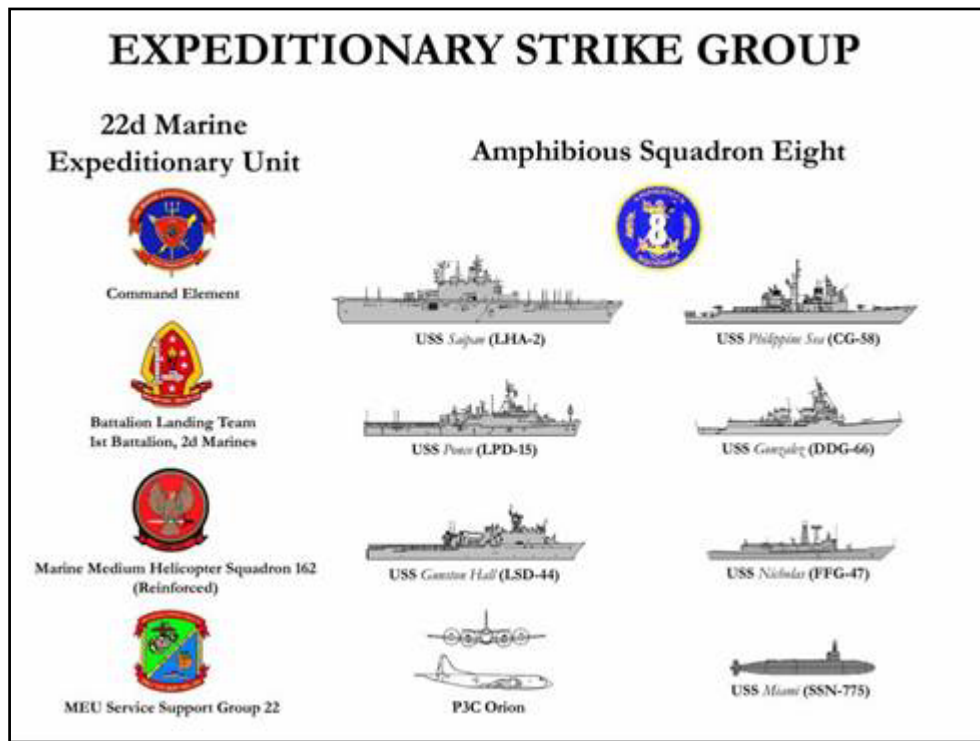 EXPEDITIONARY STRIKE GROUP
22d Marine
Expeditionary Unit
Command Element
Battalion Landing Team
1st Battalion, 2d Marines
Marine Medium Helicopter Squadron 162
(Reinforced)
MEU Service Support Group 22
Amphibious Squadron Eight
8
USS Saipan (LHA-2)
USS Philippine Sea (CG-58)
USS Ponce (LPD-15)
USS Gonzalez (DDG-66)
USS Gunston Hall (LSD-44)
USS Nicholas (FFG-47)
P3C Orion
USS Miami (SSN-775)